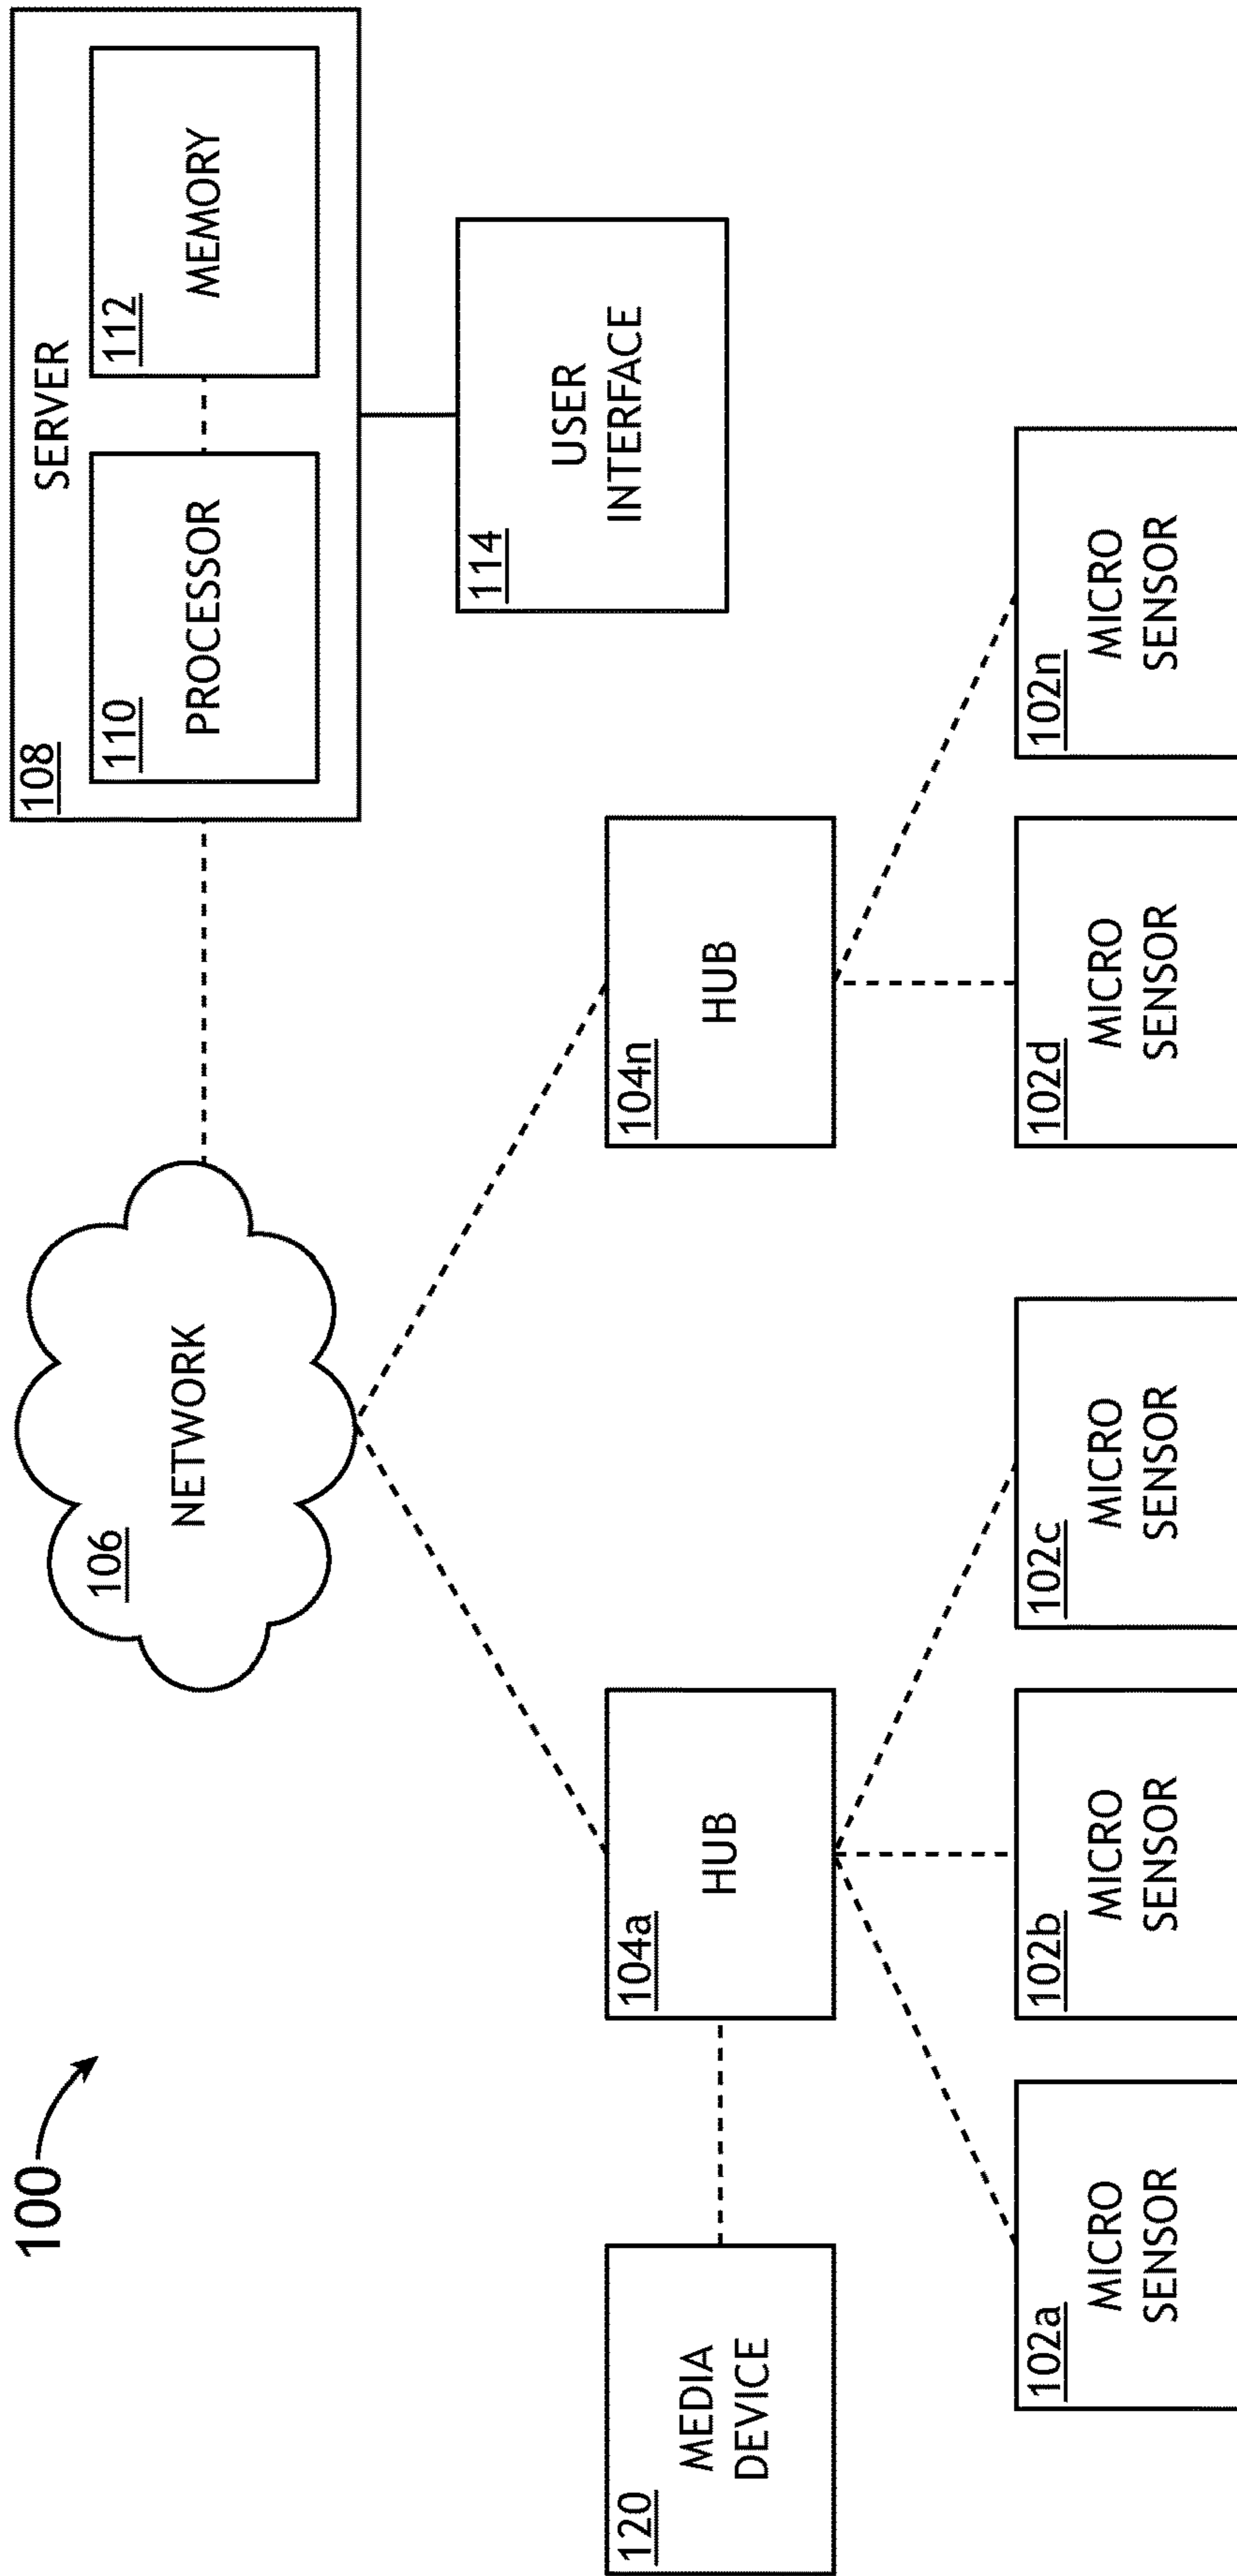 100
106
NETWORK
108
SERVER
110
PROCESSOR
112
MEMORY
114
USER
INTERFACE
120
MEDIA
DEVICE
104a
HUB
104n
HUB
102a
MICRO
SENSOR
102b
MICRO
SENSOR
102c
MICRO
SENSOR
102d
MICRO
SENSOR
102n
MICRO
SENSOR